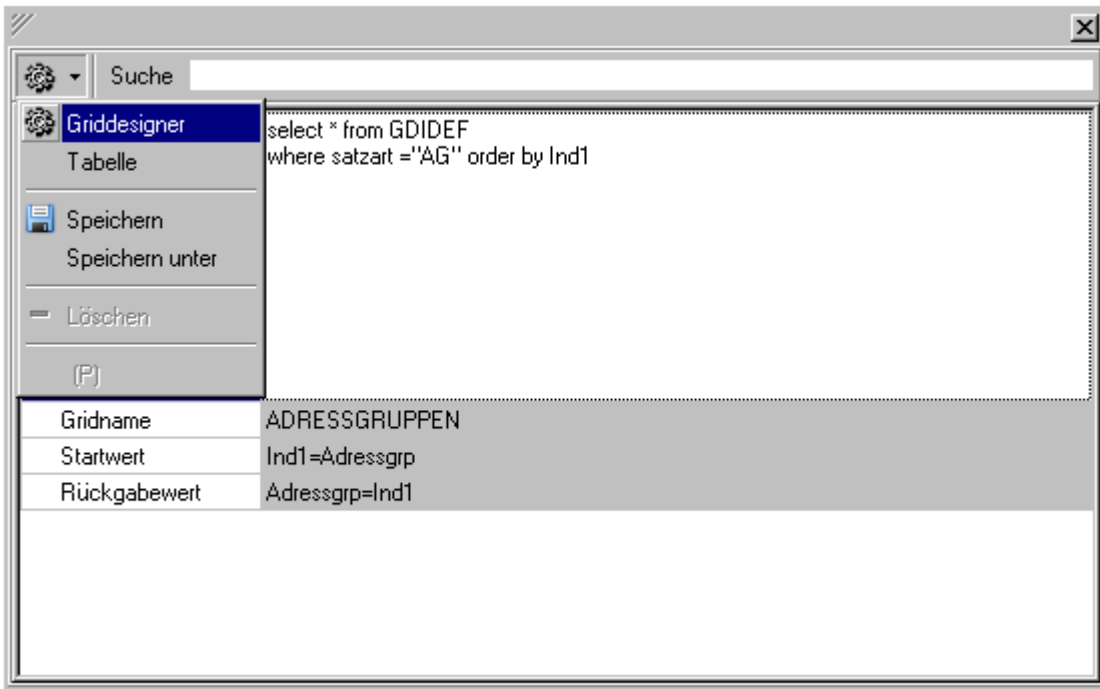 Suche
Griddesigner
Tabelle
Speichern
Speichern unter
Löschen
(P)
select * from GDIDEF
where satzart ="AG" order by Ind1
Gridname ADRESSGRUPPEN
Startwert Ind1=Adressgrp
Rückgabewert Adressgrp=Ind1